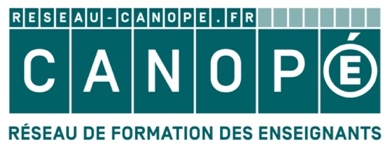 RESEAU-CANOPE.FR
CANOPÉ
RÉSEAU DE FORMATION DES ENSEIGNANTS